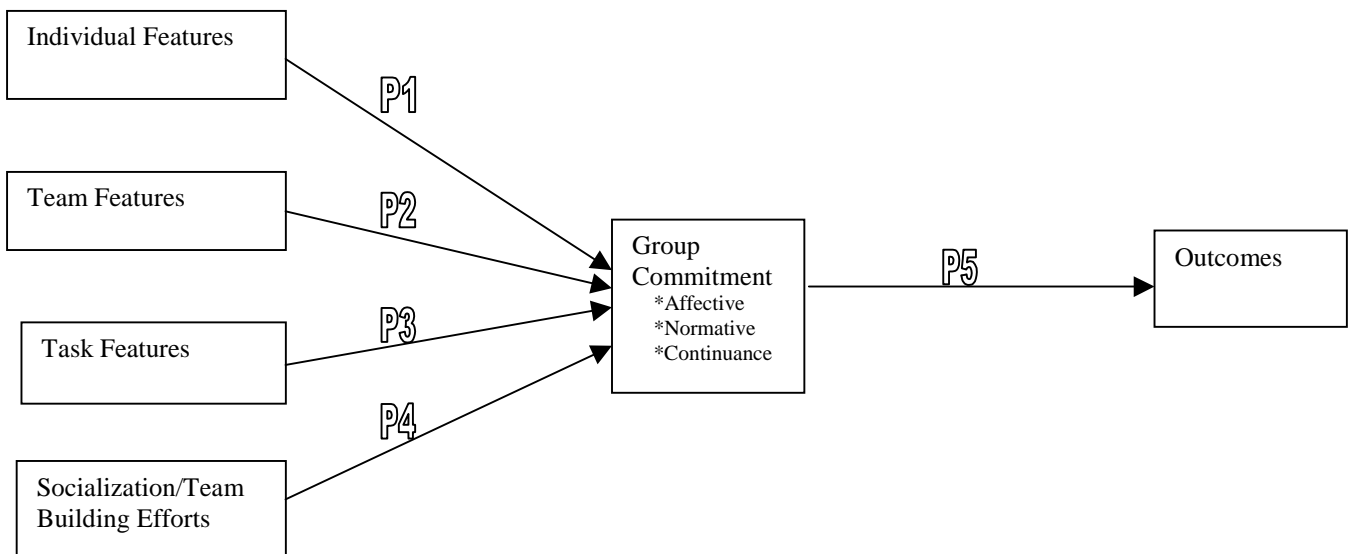 Individual Features
P1
Team Features
P2
Group
Commitment
*Affective
*Normative
*Continuance
P5
Outcomes
Task Features
P3
P4
Socialization/Team
Building Efforts